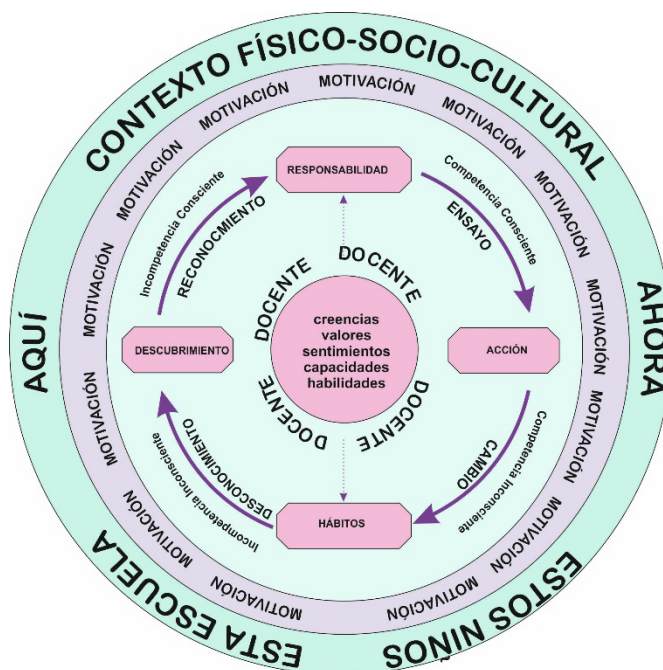 CONTEXTO FÍSICO-SOCIO-CULTURAL
AHORA
ESTOS NIÑOS
ESTA ESCUELA
AQUÍ
MOTIVACIÓN
MOTIVACIÓN
MOTIVACIÓN
MOTIVACIÓN
MOTIVACIÓN
MOTIVACIÓN
MOTIVACIÓN
MOTIVACIÓN
MOTIVACIÓN
MOTIVACIÓN
MOTIVACIÓN
MOTIVACIÓN
MOTIVACIÓN
RESPONSABILIDAD
Competencia Consciente
ENSAYO
ACCIÓN
Competencia Inconsciente
CAMBIO
HÁBITOS
Incompetencia Inconsciente
DESCONOCIMIENTO
DESCUBRIMIENTO
Incompetencia Consciente
RECONOCMIENTO
DOCENTE
DOCENTE
DOCENTE
DOCENTE
creencias
valores
sentimientos
capacidades
habilidades